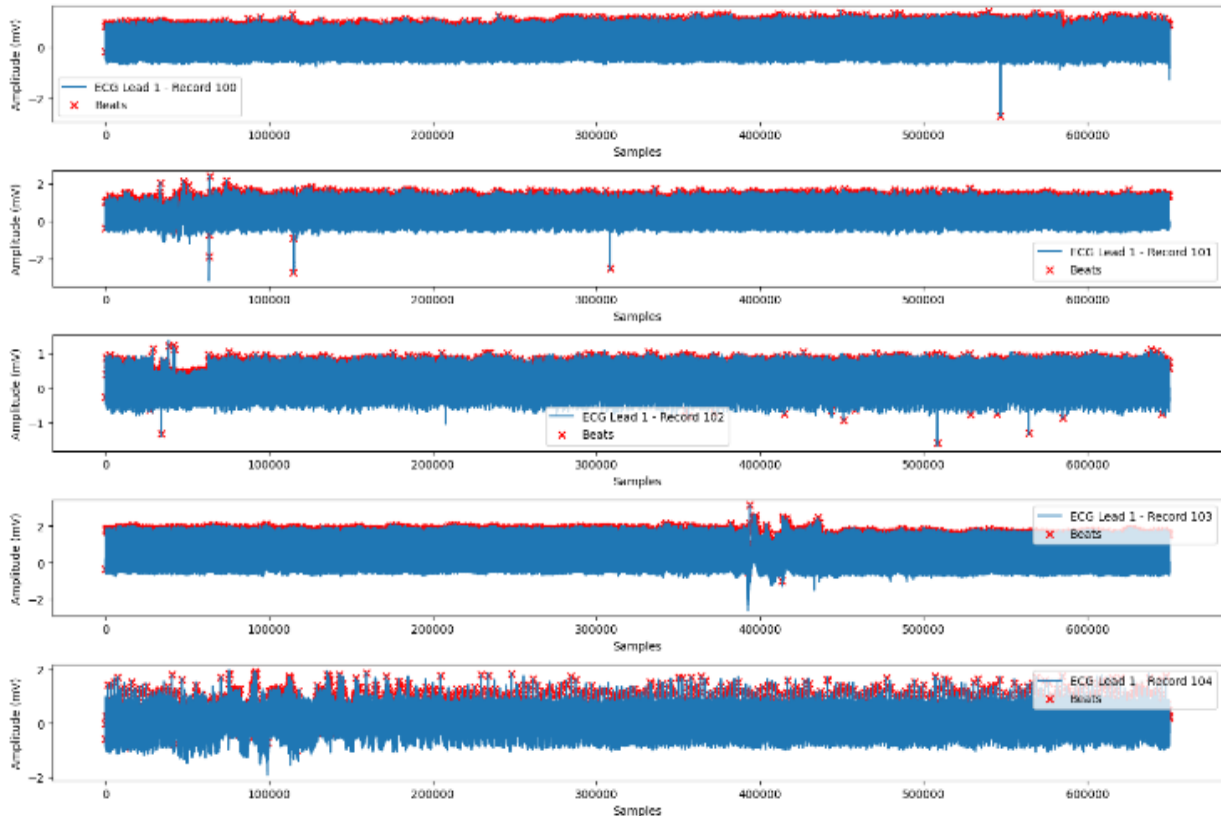 Amplitude (mV)
0
−2
ECG Lead 1 - Record 100
Beats
0 100000 200000 300000 400000 500000 600000
Samples
Amplitude (mV)
2
0
−2
ECG Lead 1 - Record 101
Beats
0 100000 200000 300000 400000 500000 600000
Samples
Amplitude (mV)
1
0
−1
ECG Lead 1 - Record 102
Beats
0 100000 200000 300000 400000 500000 600000
Samples
Amplitude (mV)
2
0
−2
ECG Lead 1 - Record 103
Beats
0 100000 200000 300000 400000 500000 600000
Samples
Amplitude (mV)
2
0
−2
ECG Lead 1 - Record 104
Beats
0 100000 200000 300000 400000 500000 600000
Samples